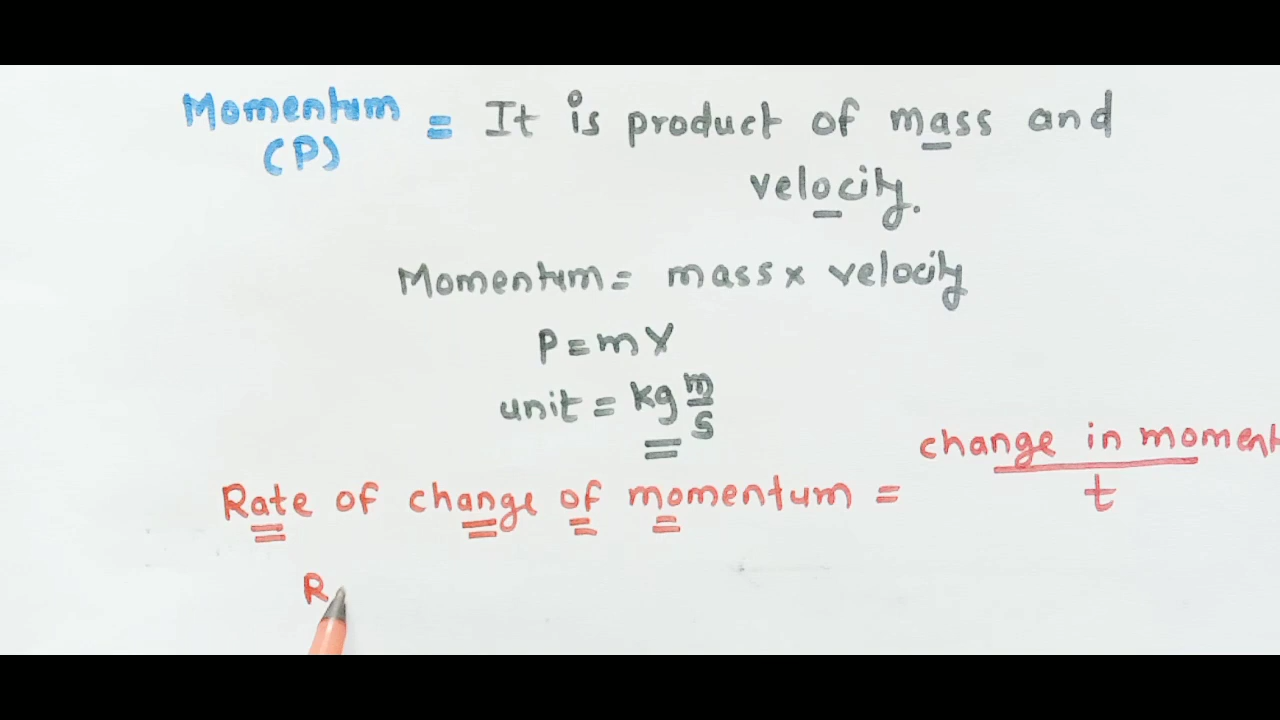 Momentum = It is product of mass and
(P)
velocity.
Momentum = mass x velocity
P = mV
unit = kg m/s
change in moment
Rate of change of momentum =
t
R